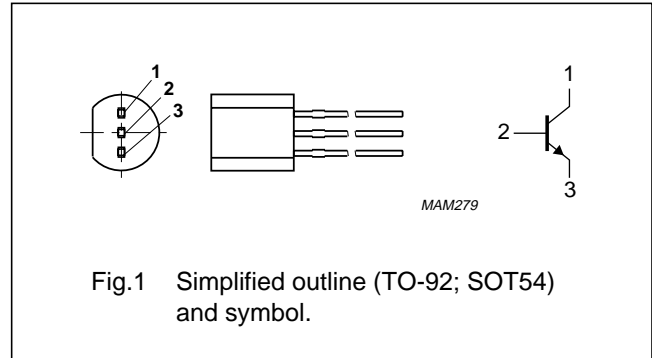 1
2
3
1
2
3
MAM279
Fig.1 Simplified outline (TO-92; SOT54)
and symbol.